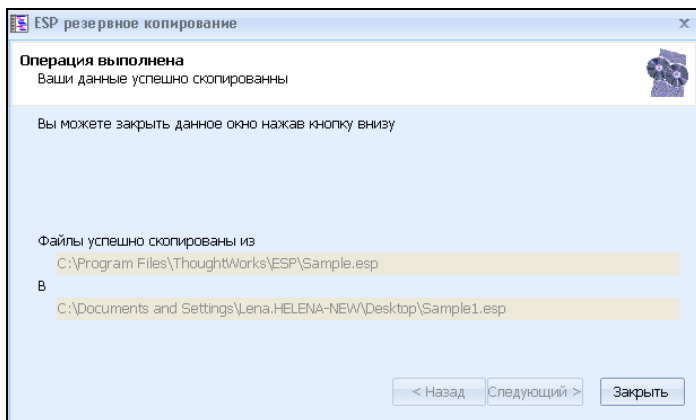 ESP резервное копирование
Операция выполнена
Ваши данные успешно скопированны
Вы можете закрыть данное окно нажав кнопку внизу
Файлы успешно скопированы из
C:\Program Files\ThoughtWorks\ESP\Sample.esp
В
C:\Documents and Settings\Lena.HELENA-NEW\Desktop\Sample1.esp
< Назад Следующий > Закрыть